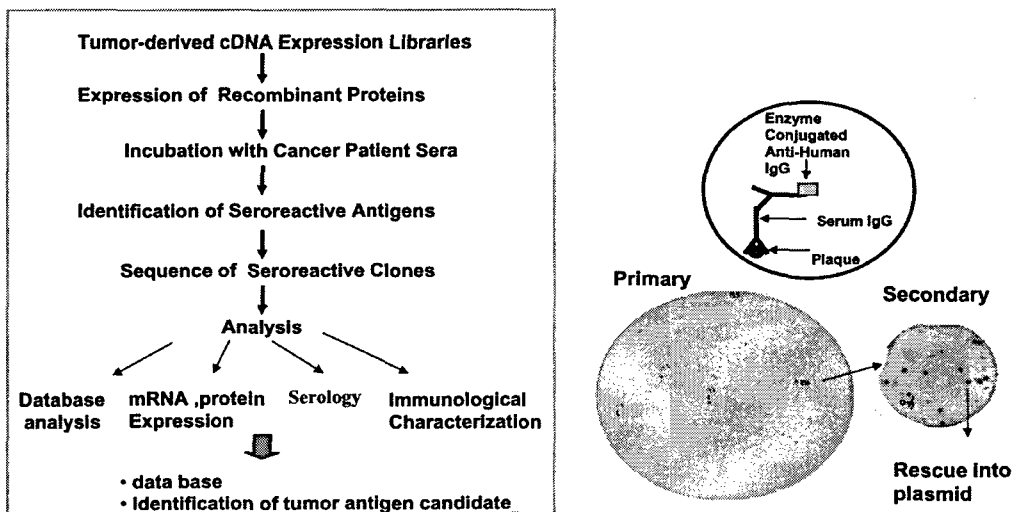 Tumor-derived cDNA Expression Libraries
Expression of Recombinant Proteins
Incubation with Cancer Patient Sera
Identification of Seroreactive Antigens
Sequence of Seroreactive Clones
Analysis
Database
analysis
mRNA ,protein
Expression
Serology
Immunological
Characterization
• data base
• Identification of tumor antigen candidate
Enzyme
Conjugated
Anti-Human
IgG
Serum IgG
Plaque
Primary
Secondary
Rescue into
plasmid